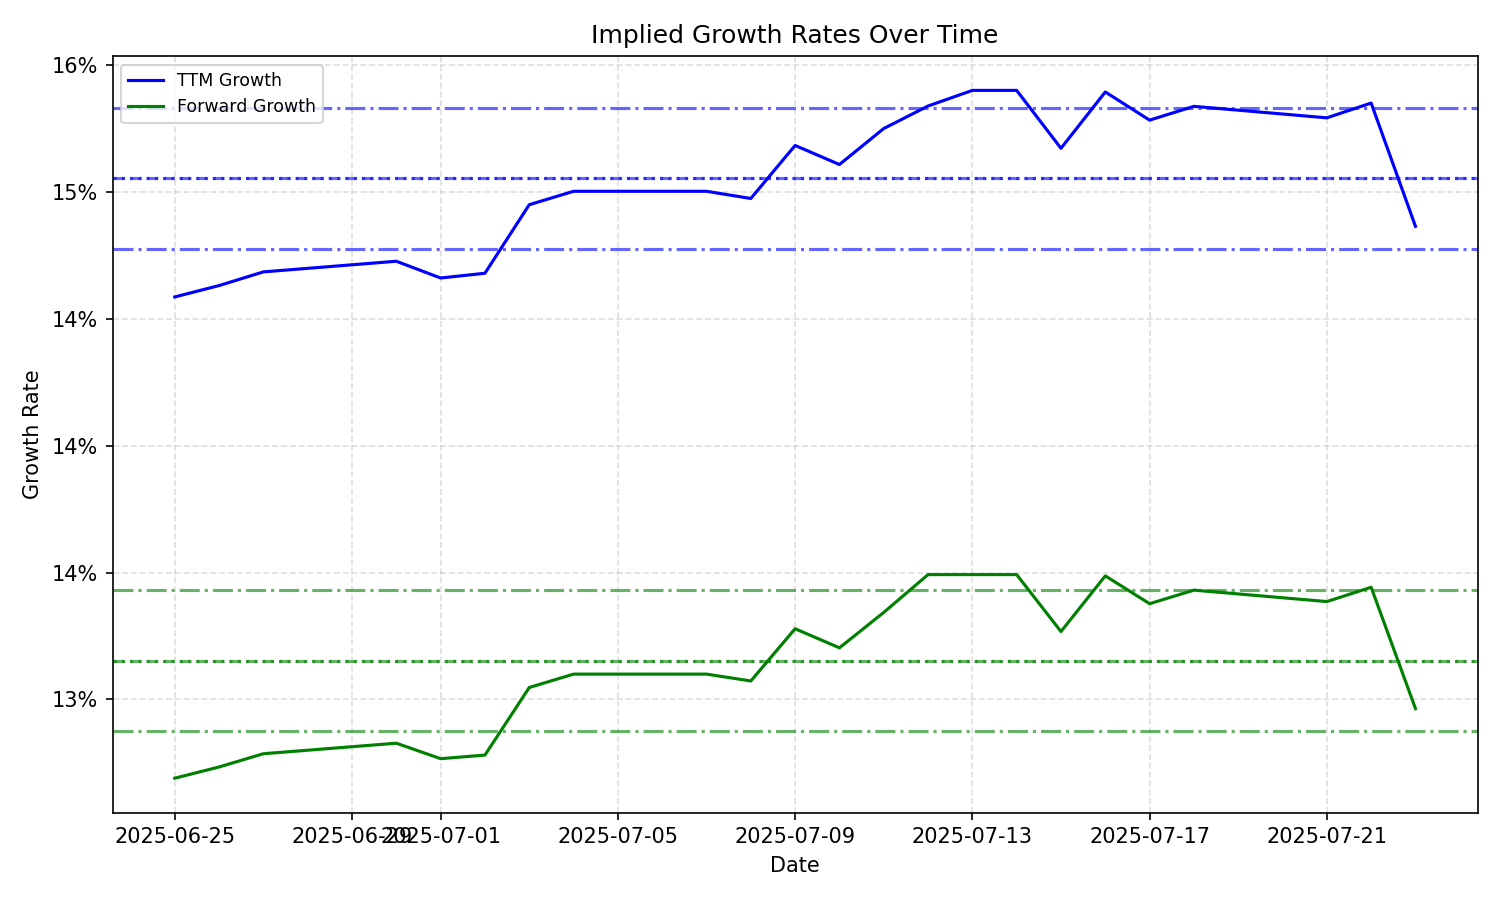 Implied Growth Rates Over Time
TTM Growth
Forward Growth
16%
15%
14%
14%
14%
13%
Growth Rate
2025-06-25
2025-06-29
2025-07-01
2025-07-05
2025-07-09
2025-07-13
2025-07-17
2025-07-21
Date